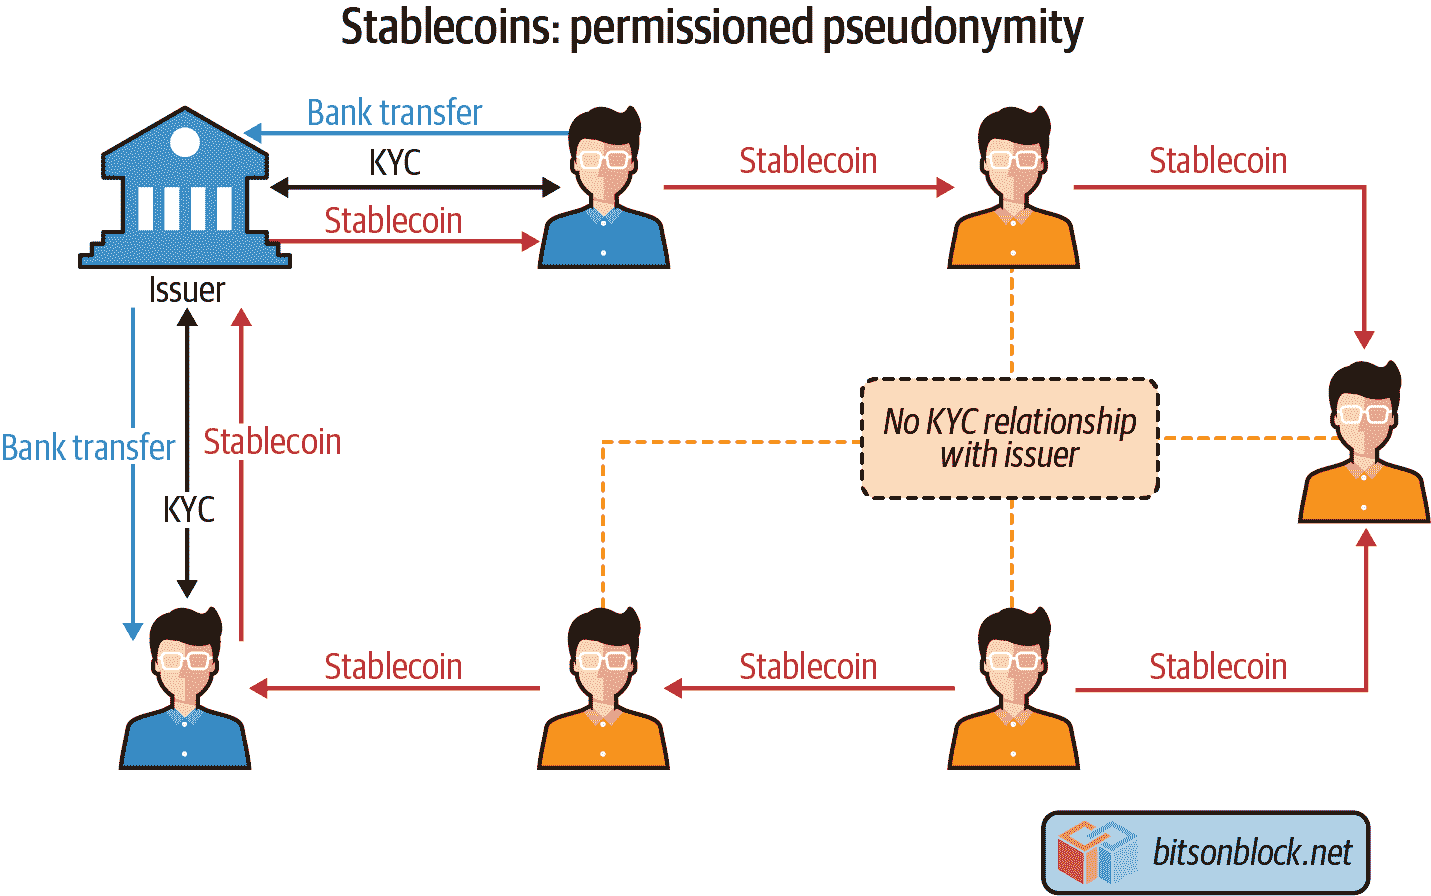 Stablecoins: permissioned pseudonymity
Bank transfer
KYC
Stablecoin
Stablecoin
Stablecoin
Issuer
Bank transfer
Stablecoin
KYC
No KYC relationship
with issuer
Stablecoin
Stablecoin
Stablecoin
bitsonblock.net